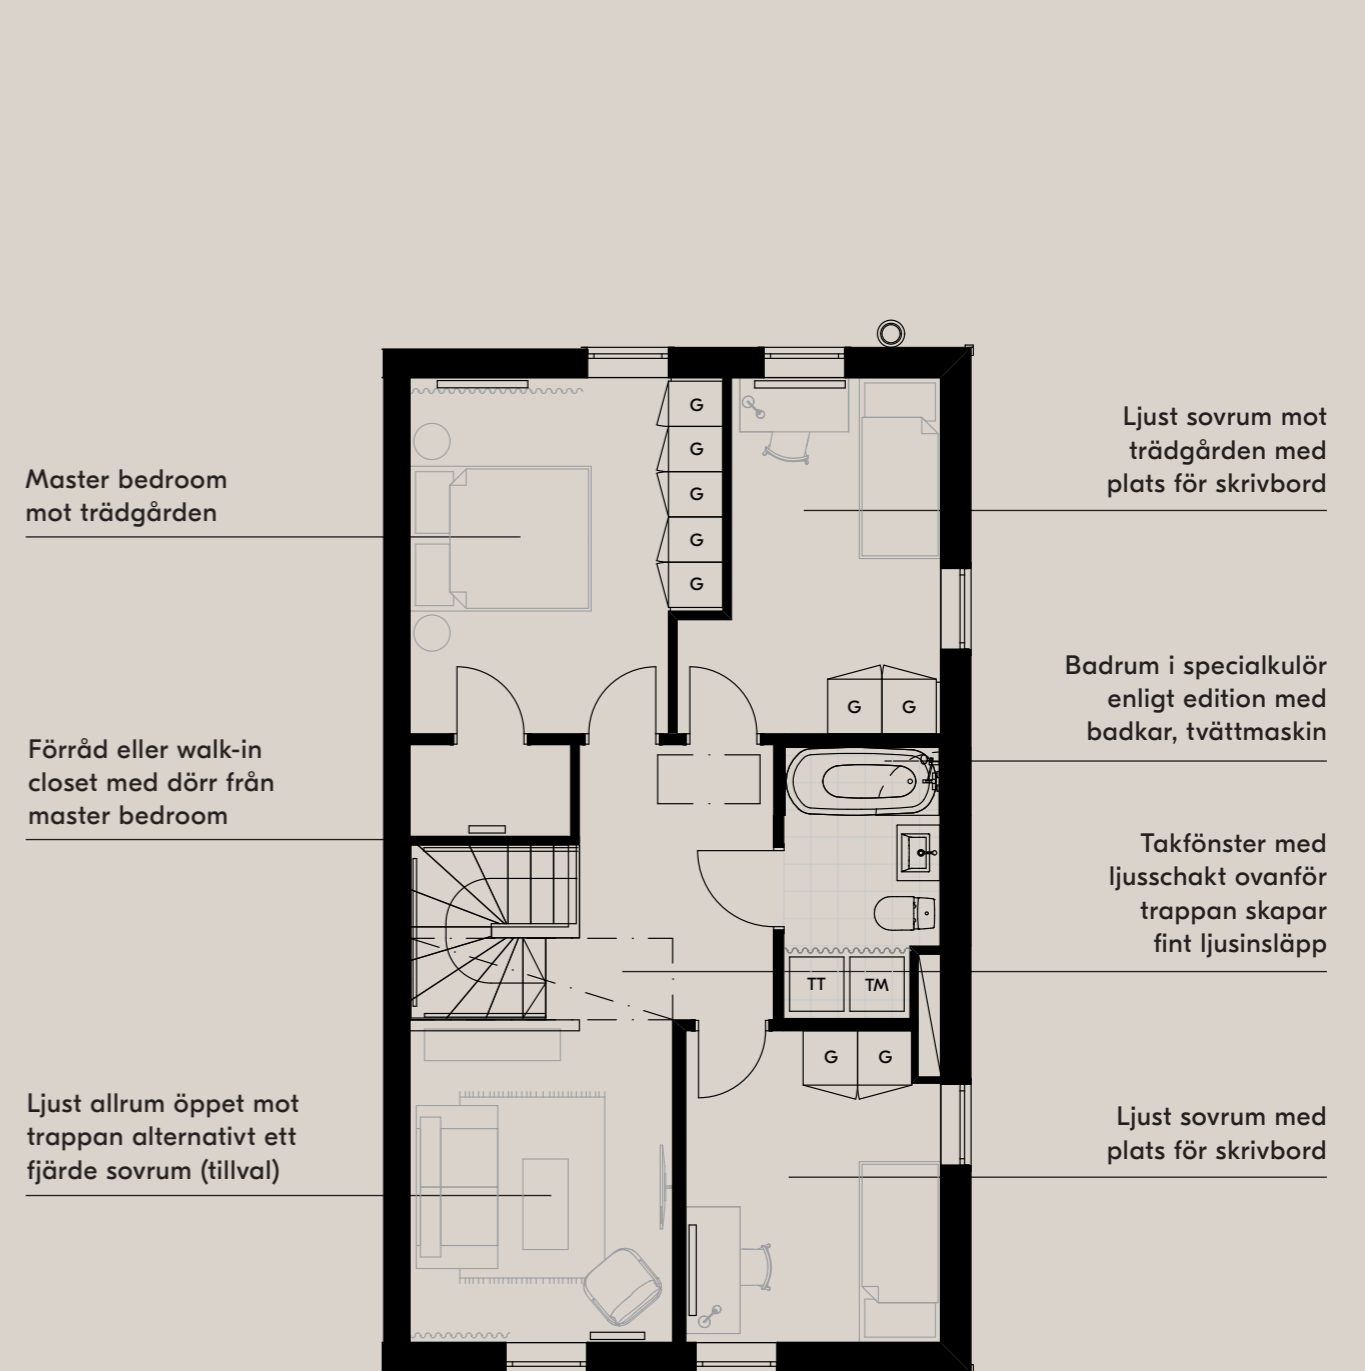 Master bedroom
mot trädgården
Förråd eller walk-in
closet med dörr från
master bedroom
Ljust allrum öppet mot
trappan alternativt ett
fjärde sovrum (tillval)
G
G
G
G
G
G G
TT TM
G G
Ljust sovrum mot
trädgården med
plats för skrivbord
Badrum i specialkulör
enligt edition med
badkar, tvättmaskin
Takfönster med
ljusschakt ovanför
trappan skapar
fint ljusinsläpp
Ljust sovrum med
plats för skrivbord